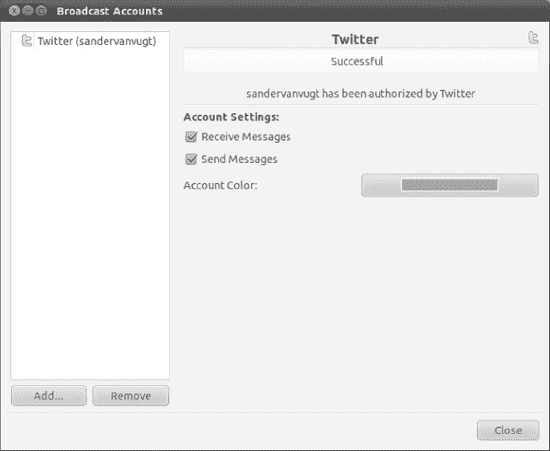 Broadcast Accounts
Twitter (sandervanvugt)
Twitter
Successful
sandervanvugt has been authorized by Twitter
Account Settings:
Receive Messages
Send Messages
Account Color:
Add...
Remove
Close